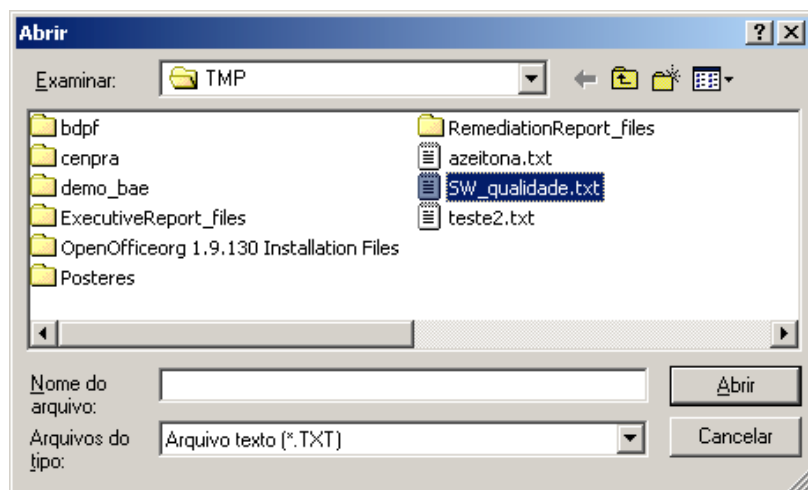 Abrir
Examinar: TMP
bdpf
cenpra
demo_bae
ExecutiveReport_files
OpenOfficeorg 1.9.130 Installation Files
Posteres
RemediationReport_files
azeitona.txt
SW_qualidade.txt
teste2.txt
Nome do
arquivo:
Abrir
Arquivos do
tipo:
Arquivo texto (*.TXT)
Cancelar